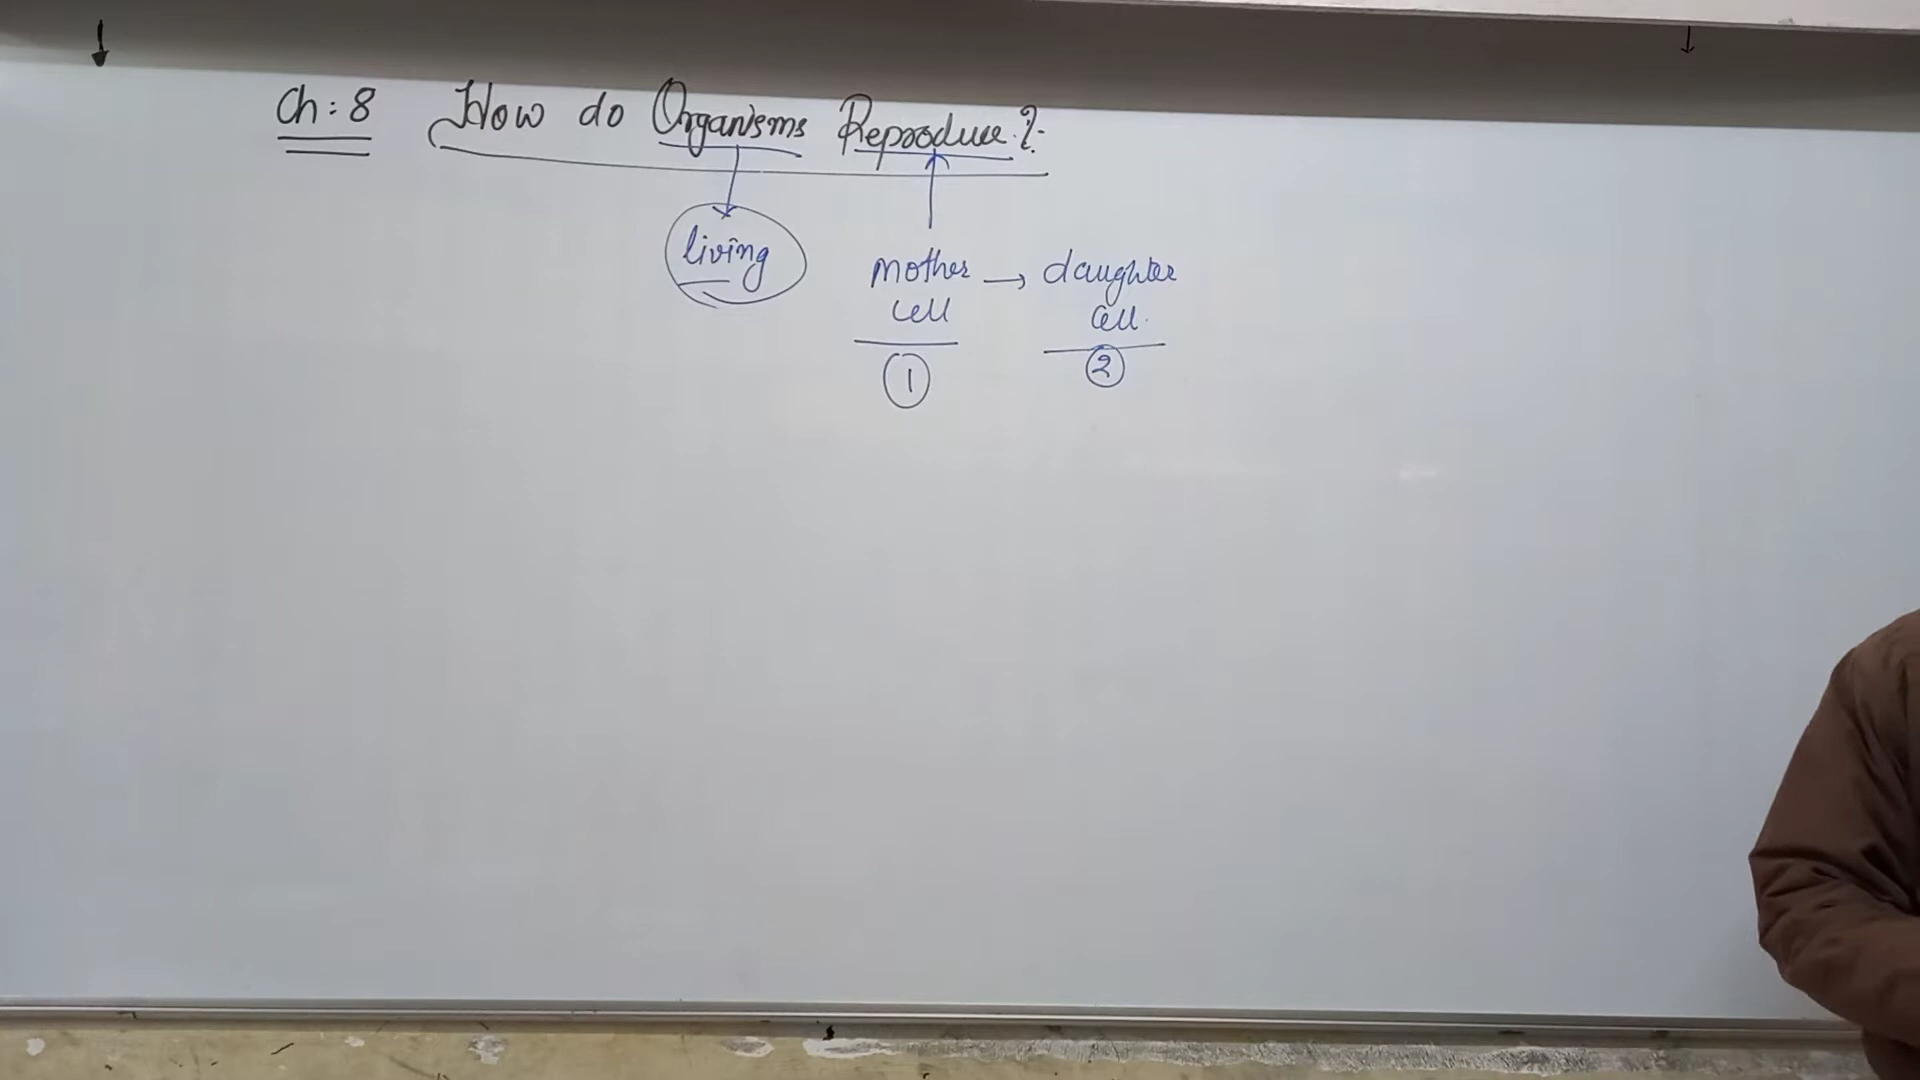 Ch: 8 How do Organisms Reproduce?
living
mother → daughter
cell cell.
1 2